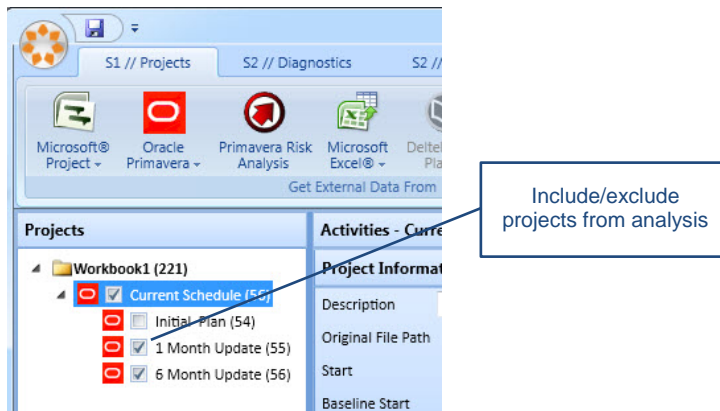 S1 // Projects
S2 // Diagnostics
S2 //
Microsoft®
Project
Oracle
Primavera
Primavera Risk
Analysis
Microsoft
Excel®
Deltek
Pla
Get External Data From
Include/exclude
projects from analysis
Projects
Activities - Curre
Workbook1 (221)
Project Informat
Current Schedule (56)
Description
Initial Plan (54)
Original File Path
1 Month Update (55)
Start
6 Month Update (56)
Baseline Start